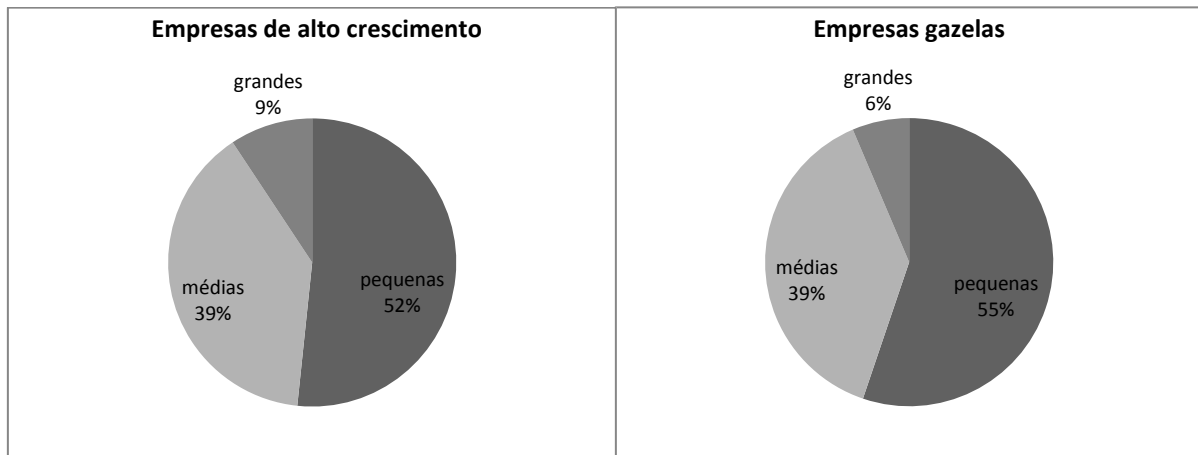 Empresas de alto crescimento
grandes
9%
médias
39%
pequenas
52%
Empresas gazelas
grandes
6%
médias
39%
pequenas
55%